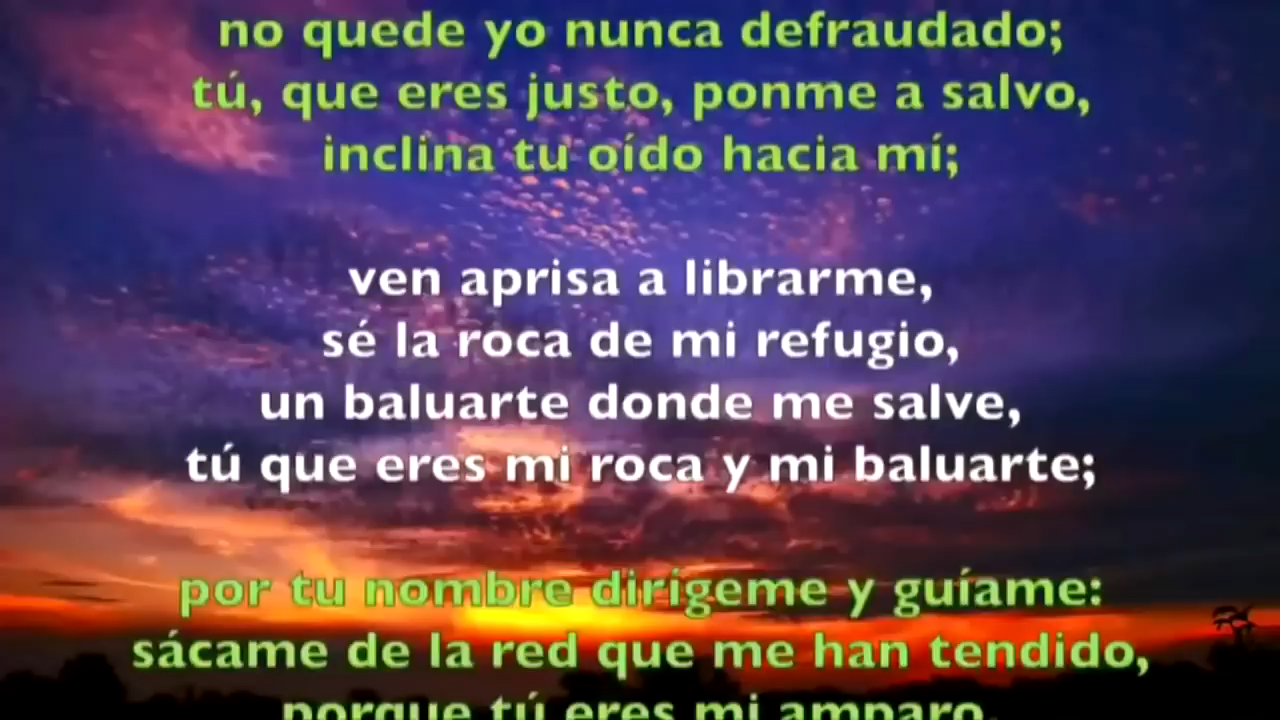 no quede yo nunca defraudado;
tú, que eres justo, ponme a salvo,
inclina tu oído hacia mí;
ven aprisa a librarme,
sé la roca de mi refugio,
un baluarte donde me salve,
tú que eres mi roca y mi baluarte;
por tu nombre dirígeme y guíame:
sácame de la red que me han tendido,
porque tú eres mi amparo.